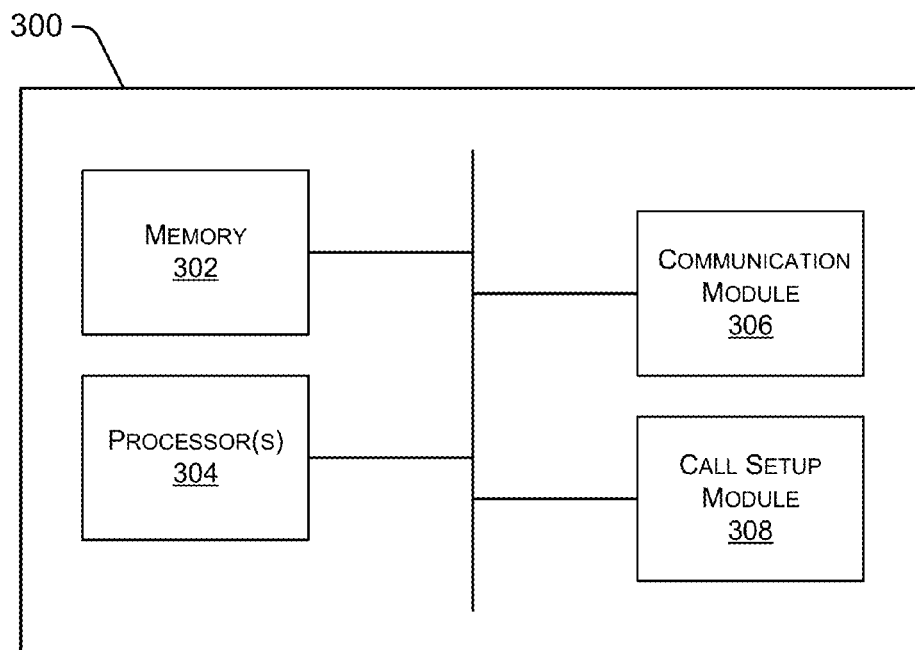 300
MEMORY
302
COMMUNICATION
MODULE
306
PROCESSOR(S)
304
CALL SETUP
MODULE
308